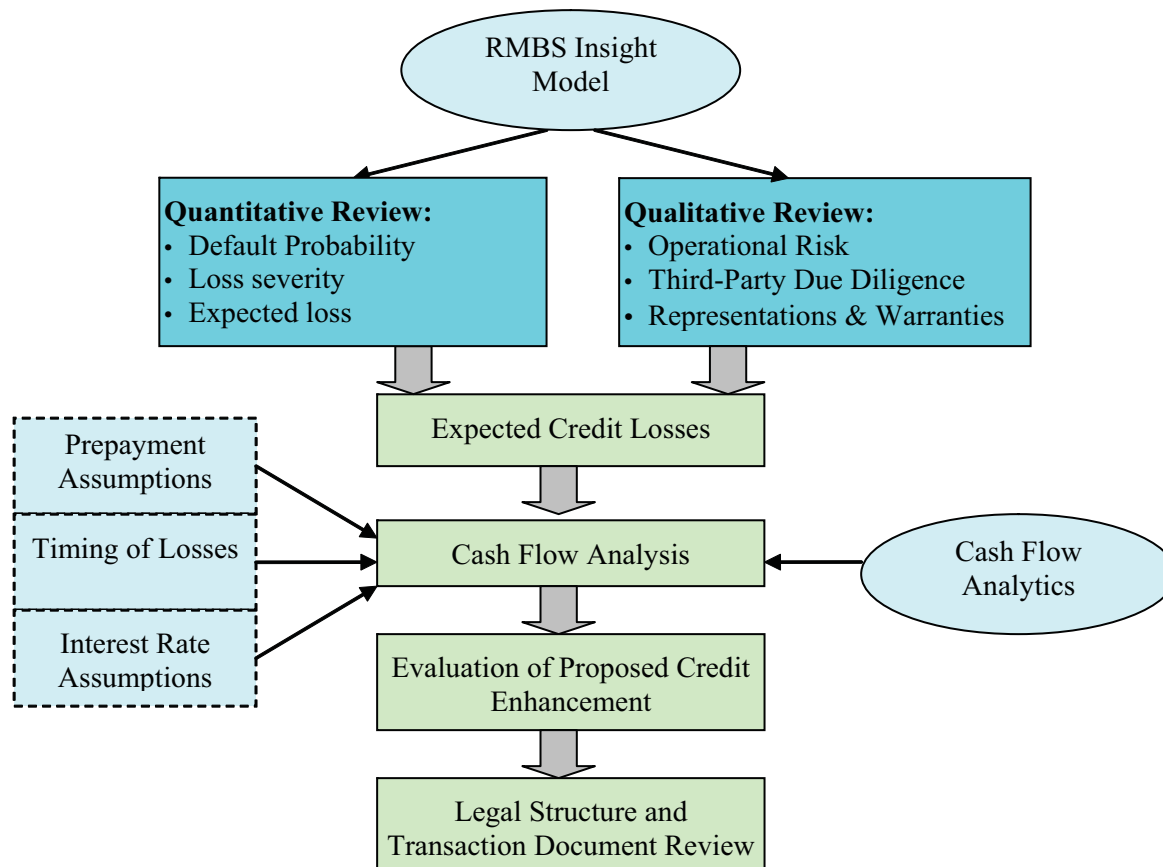 RMBS Insight
Model
Quantitative Review:
• Default Probability
• Loss severity
• Expected loss
Qualitative Review:
• Operational Risk
• Third-Party Due Diligence
• Representations & Warranties
Expected Credit Losses
Prepayment
Assumptions
Timing of Losses
Interest Rate
Assumptions
Cash Flow Analysis
Cash Flow
Analytics
Evaluation of Proposed Credit
Enhancement
Legal Structure and
Transaction Document Review